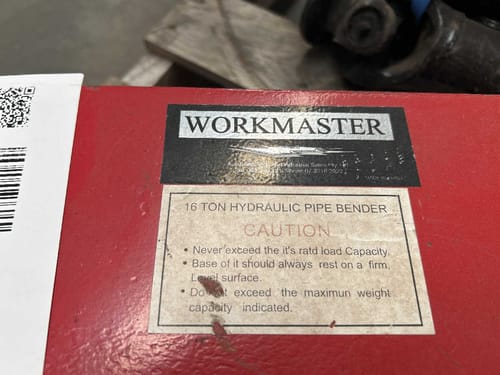 WORKMASTER
16 TON HYDRAULIC PIPE BENDER
CAUTION
• Never exceed the it's ratd load Capacity.
• Base of it should always rest on a firm,
Level surface.
• Do exceed the maximun weight
capacity indicated.